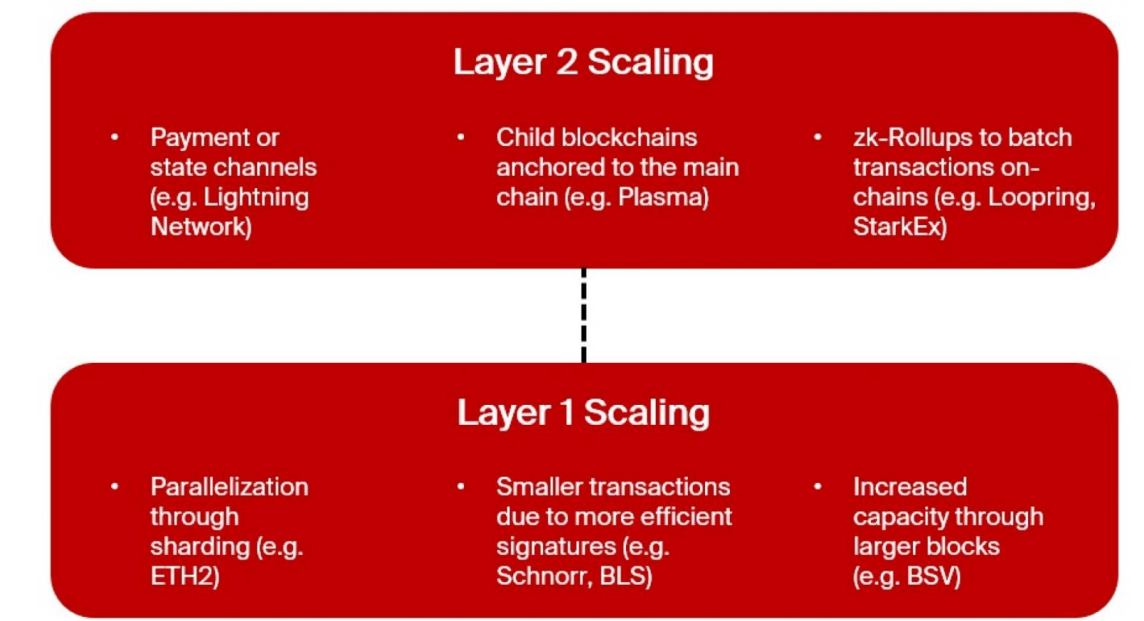 Layer 2 Scaling
• Payment or
state channels
(e.g. Lightning
Network)
• Child blockchains
anchored to the main
chain (e.g. Plasma)
• zk-Rollups to batch
transactions on-
chains (e.g. Loopring,
StarkEx)
Layer 1 Scaling
• Parallelization
through
sharding (e.g.
ETH2)
• Smaller transactions
due to more efficient
signatures (e.g.
Schnorr, BLS)
• Increased
capacity through
larger blocks
(e.g. BSV)